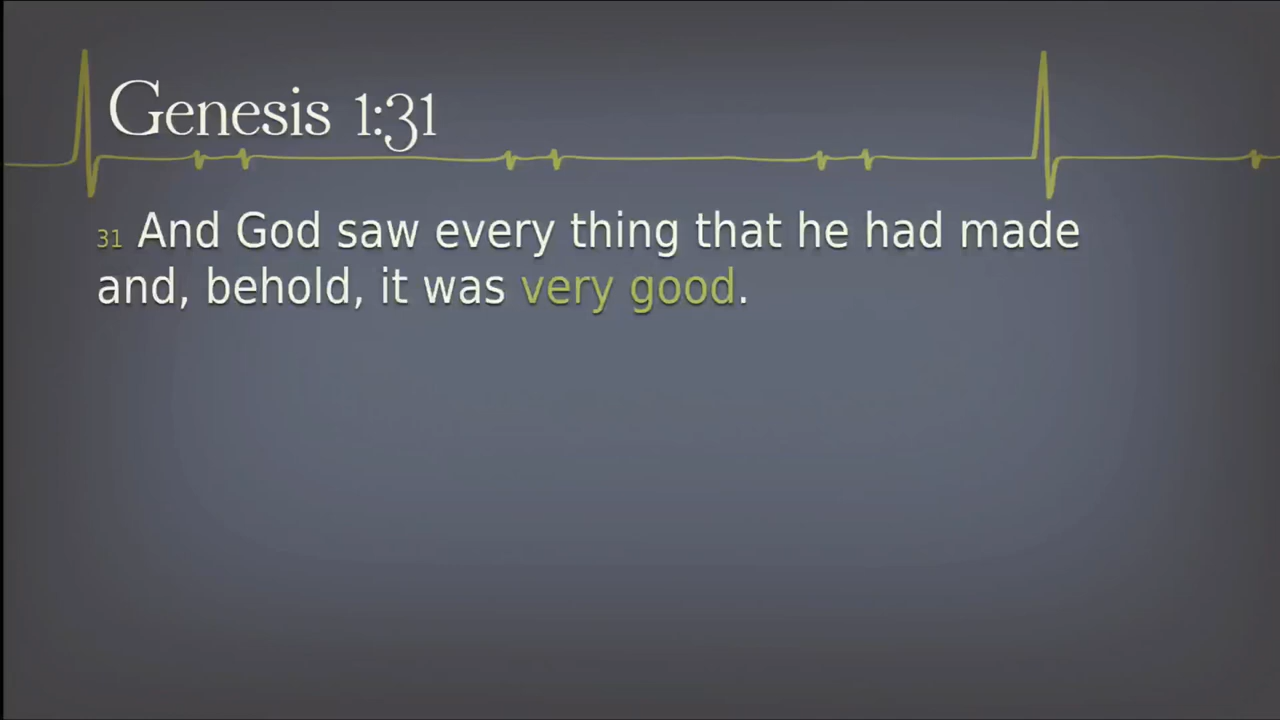 Genesis 1:31
31 And God saw every thing that he had made
and, behold, it was very good.